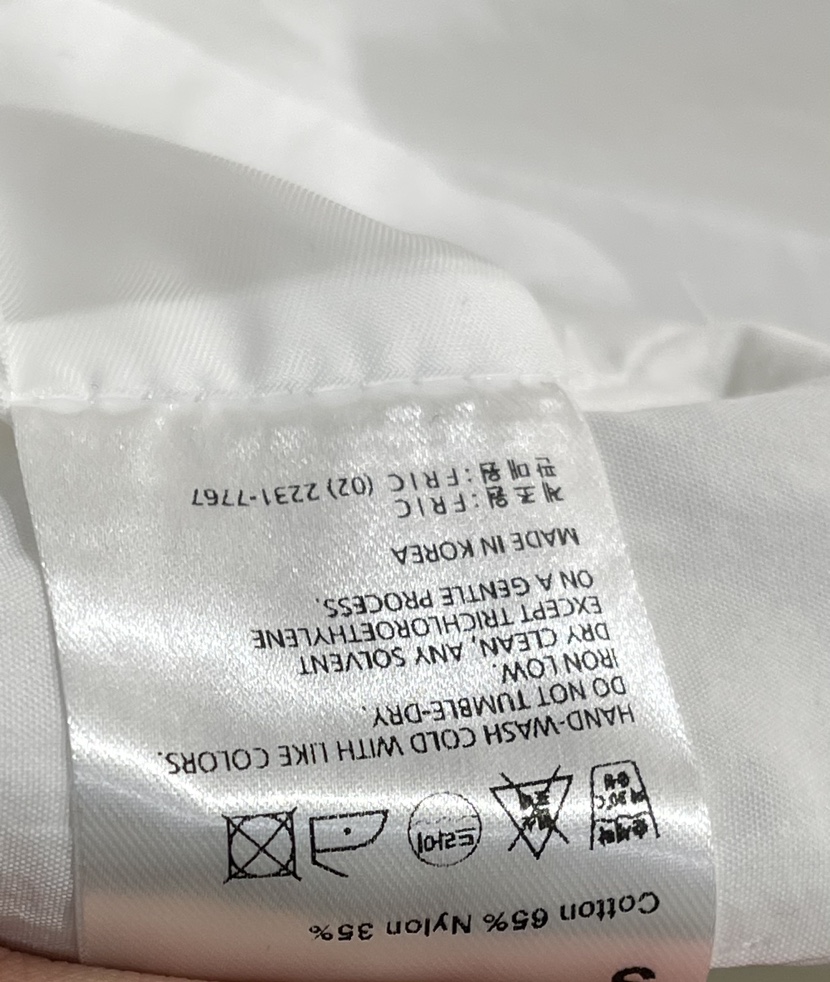 S
Cotton 65% Nylon 35%
드라이
HAND-WASH COLD WITH LIKE COLORS.
DO NOT TUMBLE-DRY.
IRON LOW.
DRY CLEAN, ANY SOLVENT
EXCEPT TRICHLOROETHYLENE
ON A GENTLE PROCESS.
MADE IN KOREA
제조원:FRIC
판매원:FRIC (02) 2231-7767